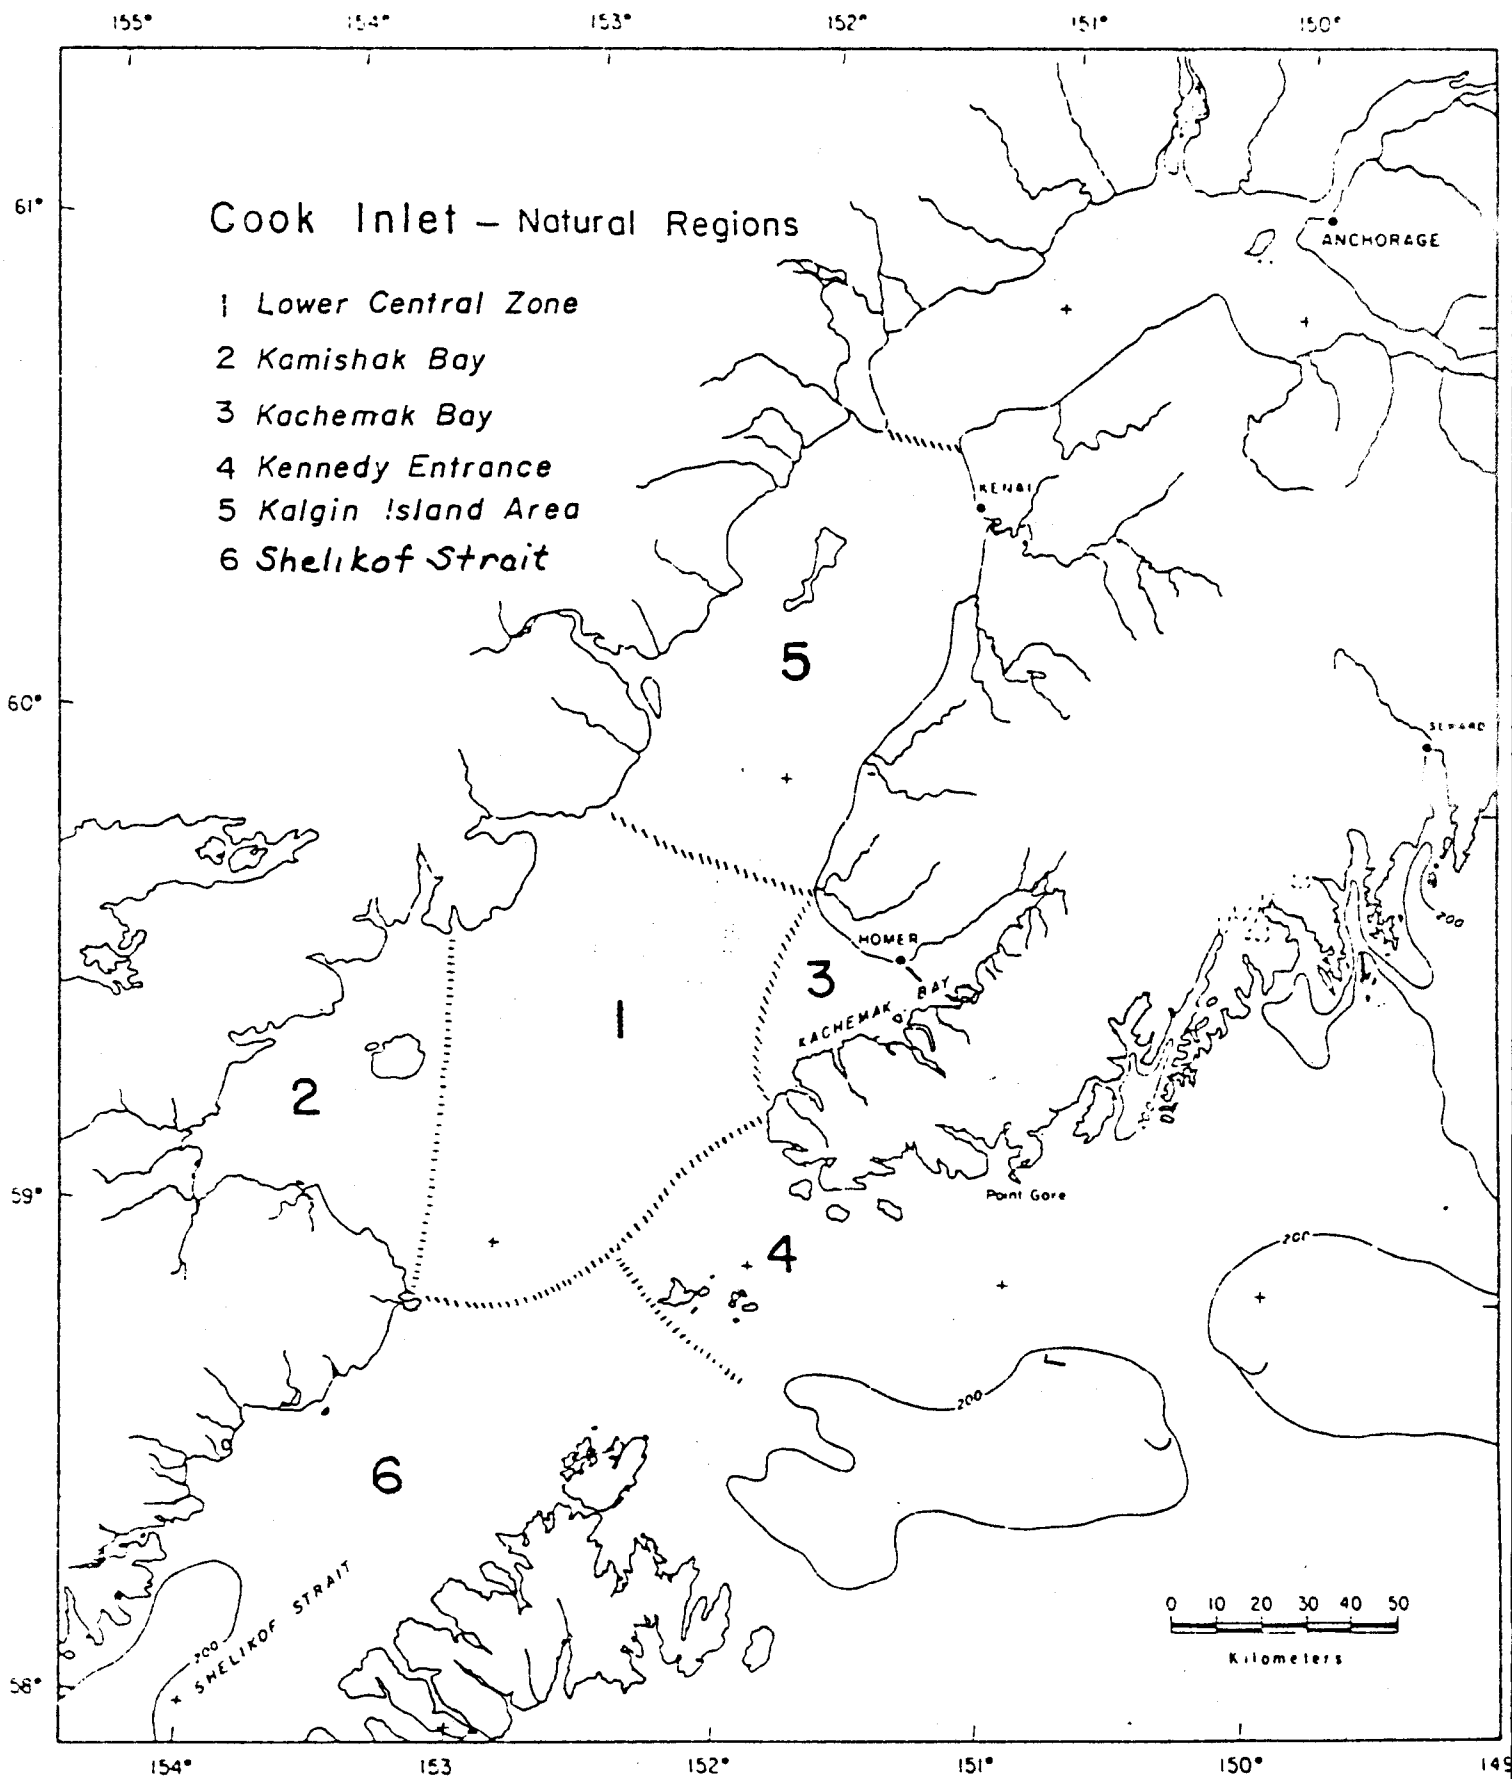 155° 154° 153° 152° 151° 150°
61°
Cook Inlet – Natural Regions
ANCHORAGE
1 Lower Central Zone
2 Kamishak Bay
3 Kachemak Bay
4 Kennedy Entrance
5 Kalgin Island Area
6 Shelikof Strait
KENAI
5
60°
SEWARD
200
HOMER
3
KACHEMAK BAY
1
2
59°
Point Gore
4
200
200
6
SHELIKOF STRAIT
200
0 10 20 30 40 50
Kilometers
58°
154° 153 152° 151° 150° 149